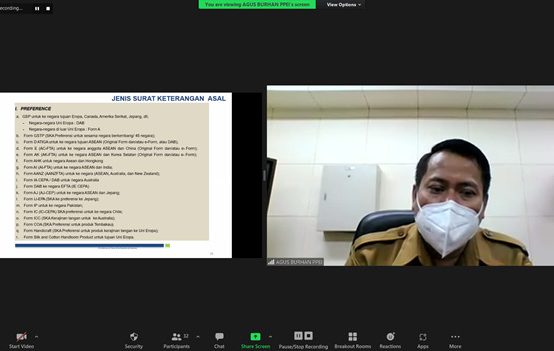 ecording...
You are viewing AGUS BURHAN PPEI's screen
View Options
JENIS SURAT KETERANGAN ASAL
I. PREFERENCE
a. GSP untuk ke negara tujuan Eropa, Canada, Amerika Serikat, Jepang, dll.
- Negara-negara Uni Eropa : DAB
- Negara-negara di luar Uni Eropa : Form A
b. Form GSTP (SKA Preferensi untuk sesama negara berkembang/ 45 negara);
c. Form D-ATIGA untuk ke negara tujuan ASEAN (Original Form dan/atau e-Form, atau DAB);
d. Form E (AC-FTA) untuk ke negara anggota ASEAN dan China (Original Form dan/atau e-Form);
e. Form AK (AK-FTA) untuk ke negara ASEAN dan Korea Selatan (Original Form dan/atau e-Form);
f. Form AHK untuk negara Asean dan Hongkong
g. Form AI (AI-FTA) untuk ke negara ASEAN dan India;
h. Form AANZ (AANZFTA) untuk ke negara (ASEAN, Australia, dan New Zealand);
i. Form IA CEPA / DAB untuk negara Australia
j. Form DAB ke negara EFTA (IE CEPA)
k. Form AJ (AJ-CEP) untuk ke negara ASEAN dan Jepang;
m. Form IJ-EPA (SKA ke preferensi ke Jepang);
n. Form IP untuk ke negara Pakistan;
o. Form IC (IC-CEPA) SKA preferensi untuk ke negara Chile;
p. Form ICC (SKA Kerajinan tangan untuk ke Australia);
q. Form COA (SKA Preferensi untuk produk Tembakau);
r. Form Handicraft (SKA Preferensi untuk produk kerajinan tangan ke Uni Eropa).
Form Silk and Cotton Handloom Product untuk tujuan Uni Eropa
AGUS BURHAN PPEI
Start Video
Security
Participants
32
Chat
Share Screen
Pause/Stop Recording
Breakout Rooms
Reactions
Apps
More